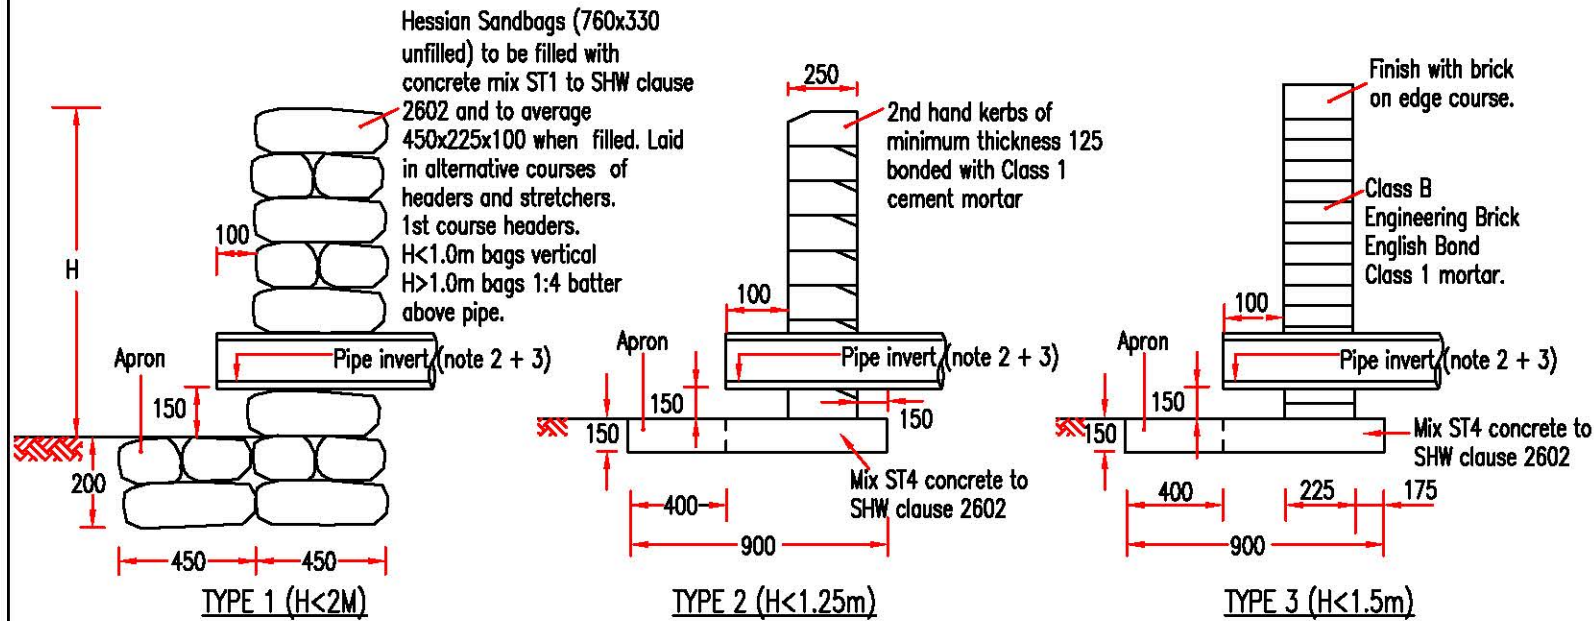 Hessian Sandbags (760x330
unfilled) to be filled with
concrete mix ST1 to SHW clause
2602 and to average
450x225x100 when filled. Laid
in alternative courses of
headers and stretchers.
1st course headers.
H<1.0m bags vertical
H>1.0m bags 1:4 batter
above pipe.
H
100
Apron
Pipe invert (note 2 + 3)
150
200
450
450
TYPE 1 (H<2M)
250
2nd hand kerbs of
minimum thickness 125
bonded with Class 1
cement mortar
100
Apron
Pipe invert (note 2 + 3)
150
150
150
Mix ST4 concrete to
SHW clause 2602
400
900
TYPE 2 (H<1.25m)
Finish with brick
on edge course.
Class B
Engineering Brick
English Bond
Class 1 mortar.
100
Apron
Pipe invert (note 2 + 3)
150
150
Mix ST4 concrete to
SHW clause 2602
400
225
175
900
TYPE 3 (H<1.5m)